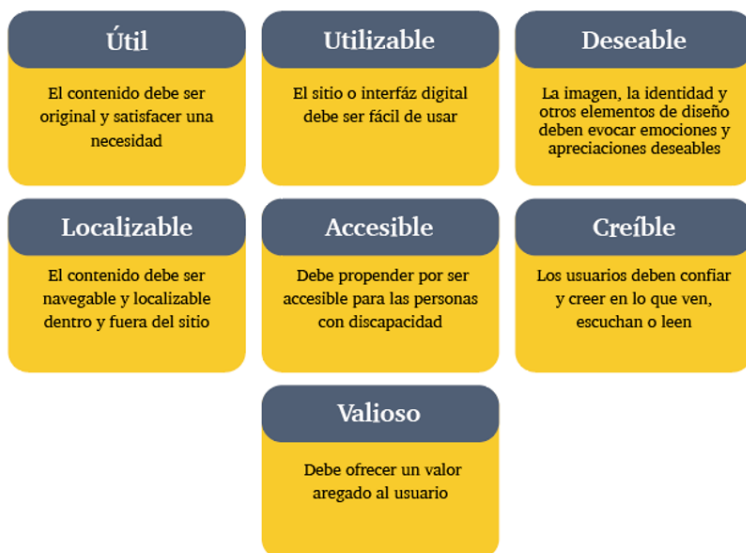 Útil
El contenido debe ser
original y satisfacer una
necesidad
Utilizable
El sitio o interfáz digital
debe ser fácil de usar
Deseable
La imagen, la identidad y
otros elementos de diseño
deben evocar emociones y
apreciaciones deseables
Localizable
El contenido debe ser
navegable y localizable
dentro y fuera del sitio
Accesible
Debe propender por ser
accesible para las personas
con discapacidad
Creíble
Los usuarios deben confiar
y creer en lo que ven,
escuchan o leen
Valioso
Debe ofrecer un valor
aregado al usuario